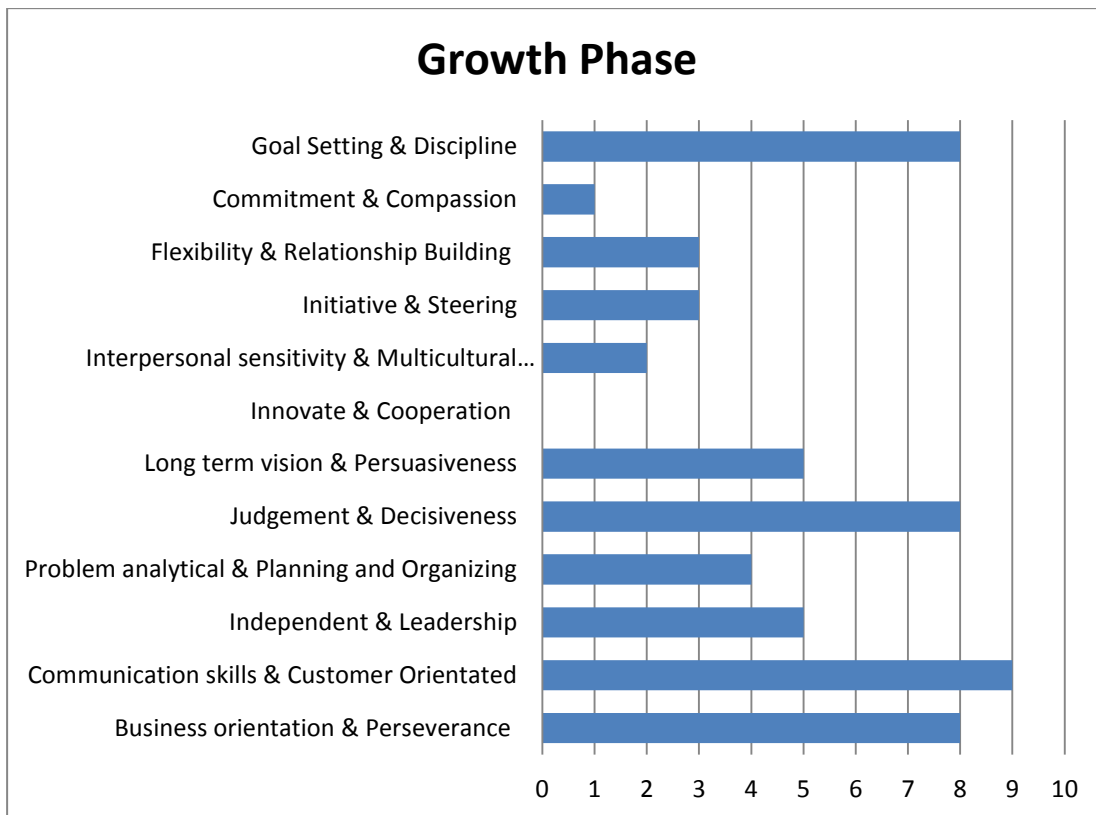 Growth Phase
Goal Setting & Discipline
Commitment & Compassion
Flexibility & Relationship Building
Initiative & Steering
Interpersonal sensitivity & Multicultural...
Innovate & Cooperation
Long term vision & Persuasiveness
Judgement & Decisiveness
Problem analytical & Planning and Organizing
Independent & Leadership
Communication skills & Customer Orientated
Business orientation & Perseverance
0 1 2 3 4 5 6 7 8 9 10